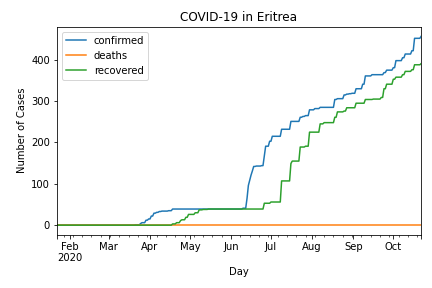 COVID-19 in Eritrea
confirmed
deaths
recovered
Number of Cases
400
300
200
100
0
Feb
2020
Mar
Apr
May
Jun
Jul
Aug
Sep
Oct
Day